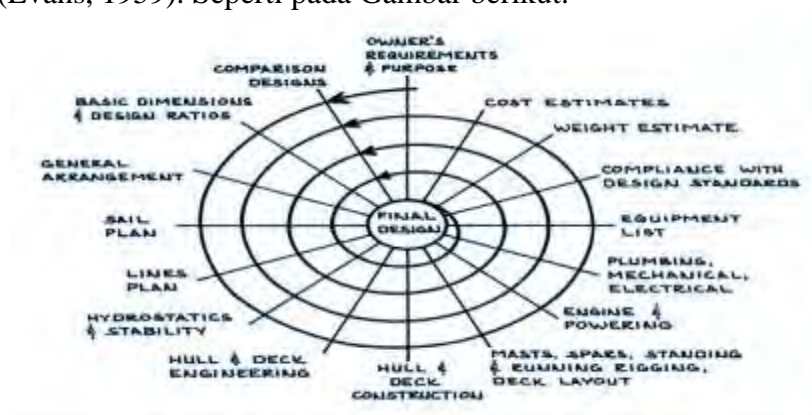 (Evans, 1959). Seperti pada Gambar berikut:
OWNER'S
REQUIREMENTS
& PURPOSE
COMPARISON
DESIGNS
BASIC DIMENSIONS
& DESIGN RATIOS
GENERAL
ARRANGEMENT
SAIL
PLAN
LINES
PLAN
HYDROSTATICS
& STABILITY
HULL & DECK
ENGINEERING
HULL &
DECK
CONSTRUCTION
MASTS, SPARS, STANDING
& RUNNING RIGGING,
DECK LAYOUT
ENGINE &
POWERING
PLUMBING,
MECHANICAL,
ELECTRICAL
EQUIPMENT
LIST
COMPLIANCE WITH
DESIGN STANDARDS
WEIGHT ESTIMATE
COST ESTIMATES
FINAL
DESIGN